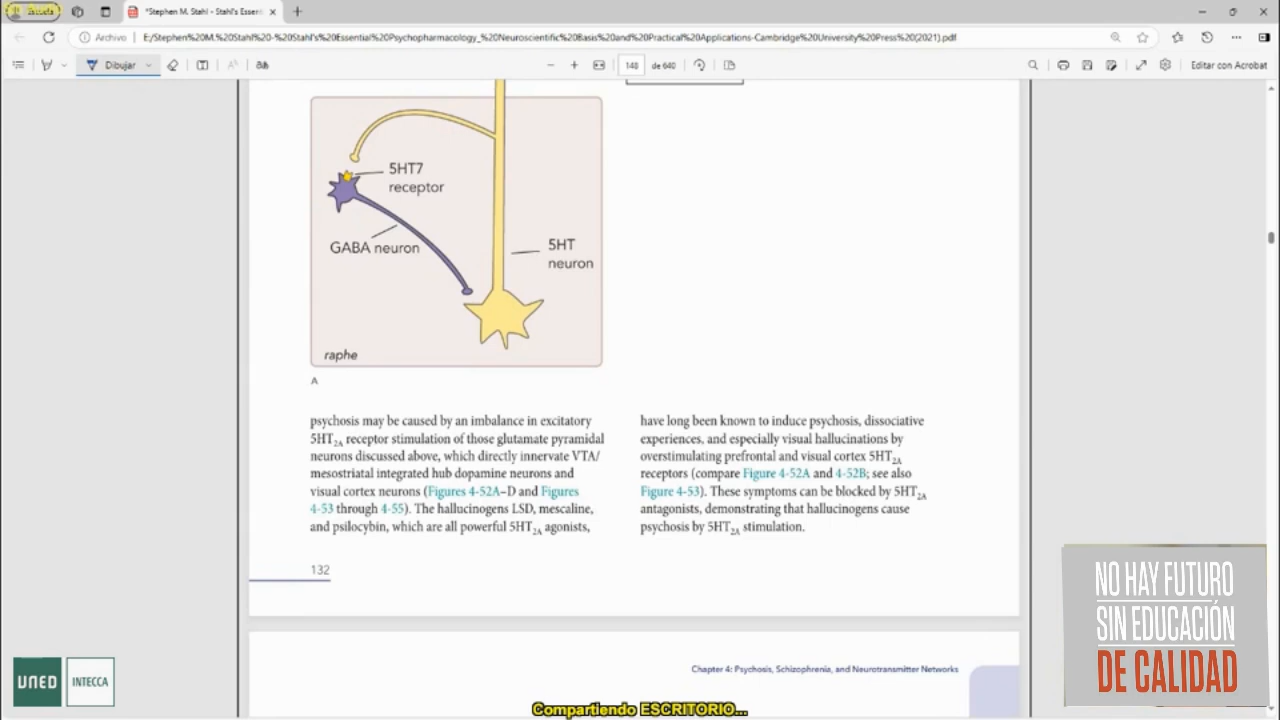 Escuela
*Stephen M. Stahl - Stahl's Essen
Archivo
E:/Stephen%20M.%20Stahl%20-%20Stahl's%20Essential%20Psychopharmacology_%20Neuroscientific%20Basis%20and%20Practical%20Applications-Cambridge%20University%20Press%20(2021).pdf
Dibujar
148
de 640
Editar con Acrobat
5HT7
receptor
GABA neuron
5HT
neuron
raphe
A
psychosis may be caused by an imbalance in excitatory
5HT2A receptor stimulation of those glutamate pyramidal
neurons discussed above, which directly innervate VTA/
mesostriatal integrated hub dopamine neurons and
visual cortex neurons (Figures 4-52A–D and Figures
4-53 through 4-55). The hallucinogens LSD, mescaline,
and psilocybin, which are all powerful 5HT2A agonists,
have long been known to induce psychosis, dissociative
experiences, and especially visual hallucinations by
overstimulating prefrontal and visual cortex 5HT2A
receptors (compare Figure 4-52A and 4-52B; see also
Figure 4-53). These symptoms can be blocked by 5HT2A
antagonists, demonstrating that hallucinogens cause
psychosis by 5HT2A stimulation.
132
Chapter 4: Psychosis, Schizophrenia, and Neurotransmitter Networks
NO HAY FUTURO
SIN EDUCACIÓN
DE CALIDAD
UNED
INTECCA
Compartiendo ESCRITORIO...